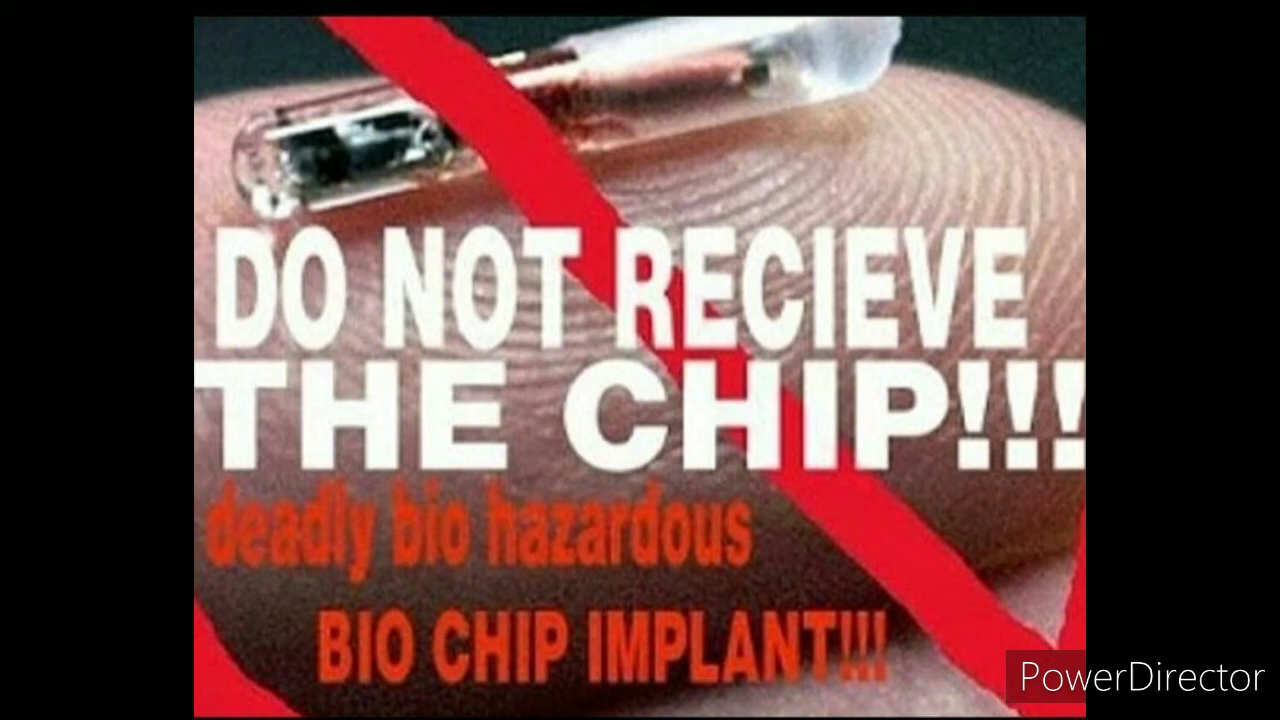 DO NOT RECIEVE
THE CHIP!!!
deadly bio hazardous
BIO CHIP IMPLANT!!!
PowerDirector